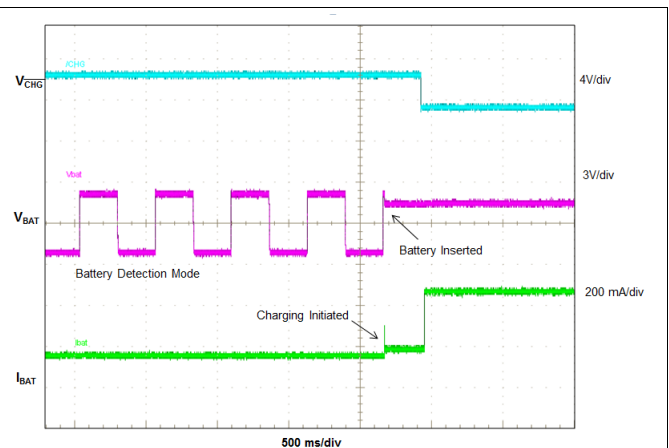 /CHG
VCHG
4V/div
Vbat
3V/div
VBAT
Battery Inserted
Battery Detection Mode
200 mA/div
Charging Initiated
Ibat
IBAT
500 ms/div